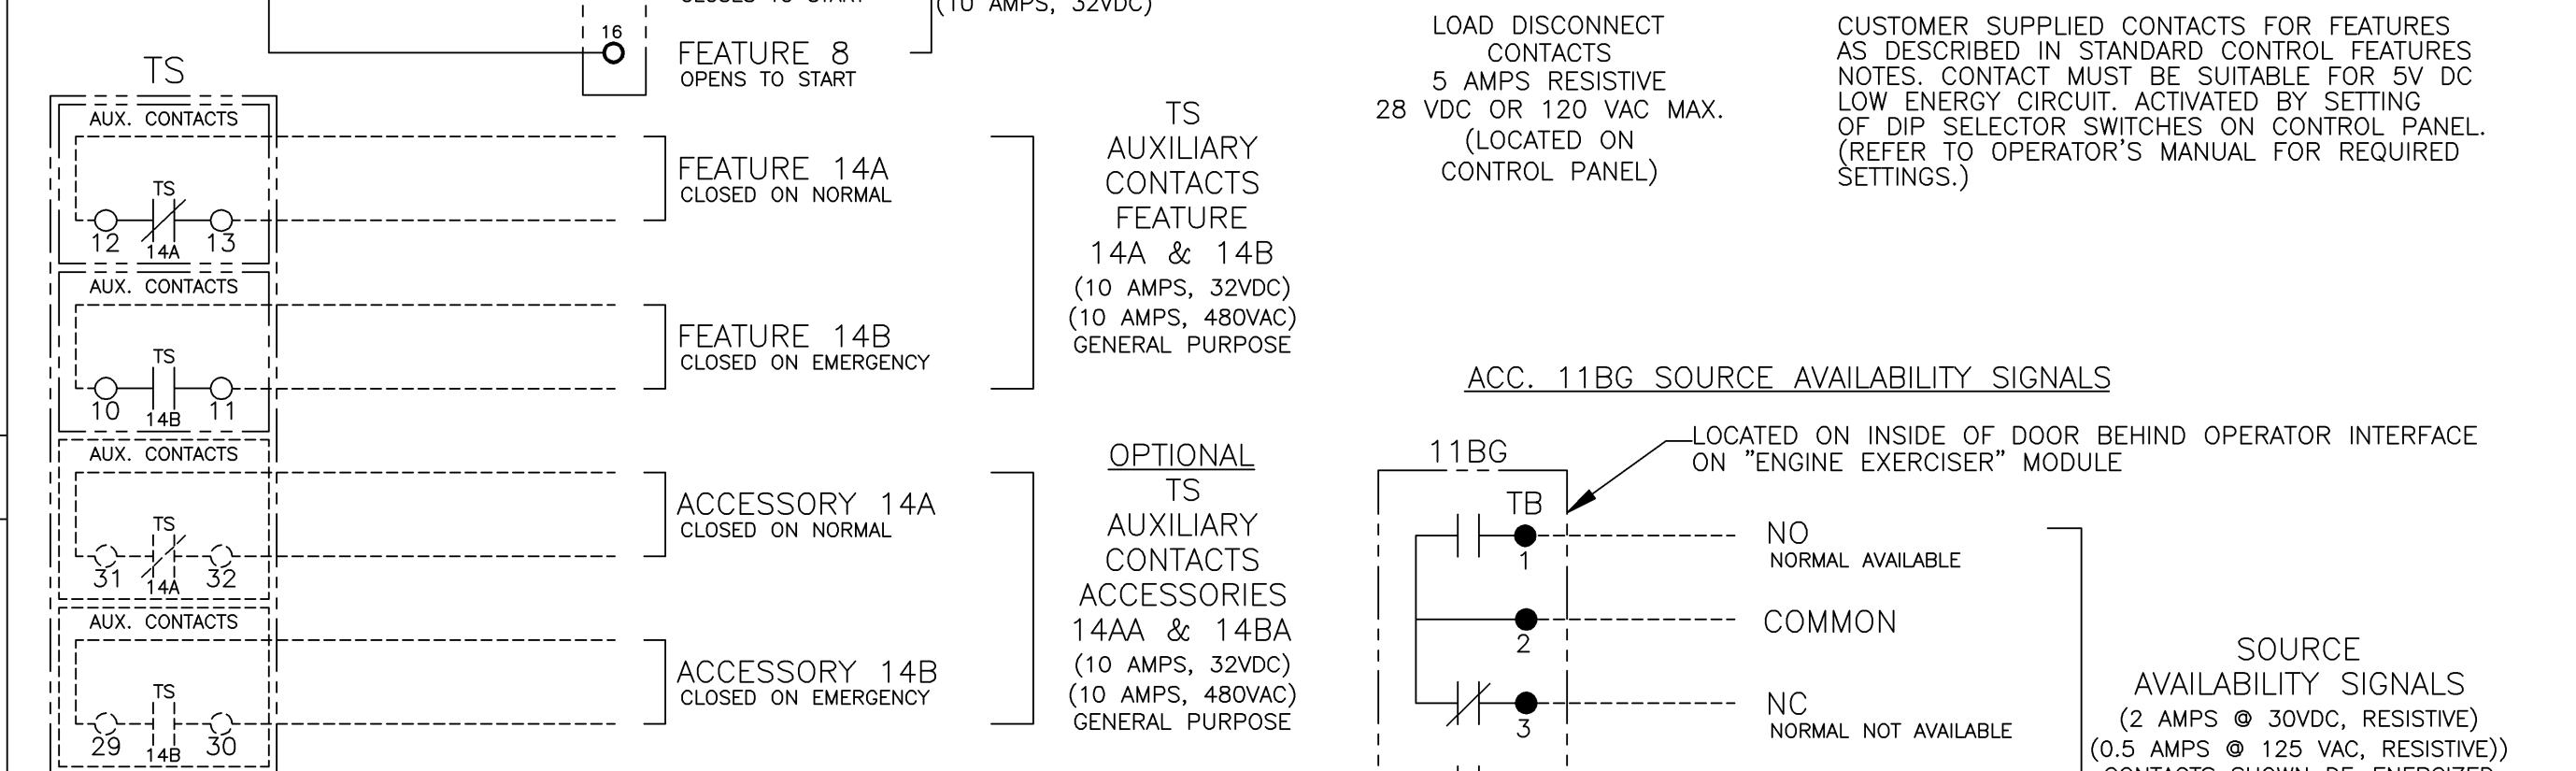 (10 AMPS, 32VDC)
16
FEATURE 8
OPENS TO START
TS
AUX. CONTACTS
TS
12
13
14A
FEATURE 14A
CLOSED ON NORMAL
AUX. CONTACTS
TS
10
11
14B
FEATURE 14B
CLOSED ON EMERGENCY
TS
AUXILIARY
CONTACTS
FEATURE
14A & 14B
(10 AMPS, 32VDC)
(10 AMPS, 480VAC)
GENERAL PURPOSE
AUX. CONTACTS
TS
31
32
14A
ACCESSORY 14A
CLOSED ON NORMAL
AUX. CONTACTS
TS
29
30
14B
ACCESSORY 14B
CLOSED ON EMERGENCY
OPTIONAL
TS
AUXILIARY
CONTACTS
ACCESSORIES
14AA & 14BA
(10 AMPS, 32VDC)
(10 AMPS, 480VAC)
GENERAL PURPOSE
LOAD DISCONNECT
CONTACTS
5 AMPS RESISTIVE
28 VDC OR 120 VAC MAX.
(LOCATED ON
CONTROL PANEL)
CUSTOMER SUPPLIED CONTACTS FOR FEATURES
AS DESCRIBED IN STANDARD CONTROL FEATURES
NOTES. CONTACT MUST BE SUITABLE FOR 5V DC
LOW ENERGY CIRCUIT. ACTIVATED BY SETTING
OF DIP SELECTOR SWITCHES ON CONTROL PANEL.
(REFER TO OPERATOR'S MANUAL FOR REQUIRED
SETTINGS.)
ACC. 11BG SOURCE AVAILABILITY SIGNALS
LOCATED ON INSIDE OF DOOR BEHIND OPERATOR INTERFACE
ON "ENGINE EXERCISER" MODULE
11BG
TB
1
NO
NORMAL AVAILABLE
2
COMMON
3
NC
NORMAL NOT AVAILABLE
SOURCE
AVAILABILITY SIGNALS
(2 AMPS @ 30VDC, RESISTIVE)
(0.5 AMPS @ 125 VAC, RESISTIVE))